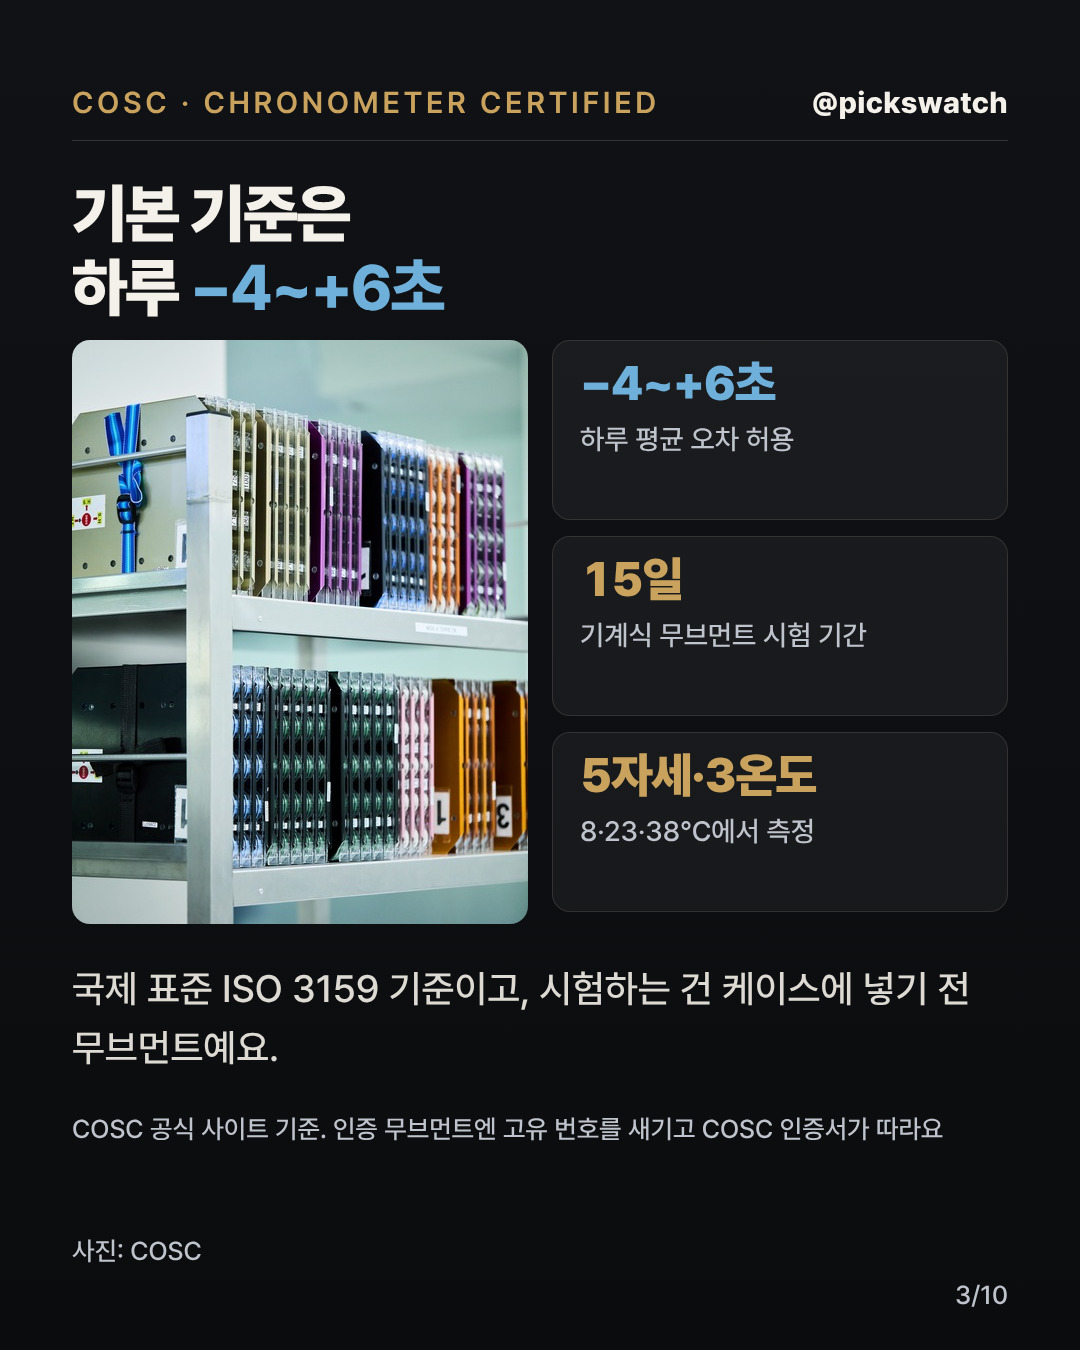 COSC · CHRONOMETER CERTIFIED
@pickswatch
기본 기준은
하루 −4~+6초
−4~+6초
하루 평균 오차 허용
15일
기계식 무브먼트 시험 기간
5자세·3온도
8·23·38°C에서 측정
1
3
국제 표준 ISO 3159 기준이고, 시험하는 건 케이스에 넣기 전
무브먼트예요.
COSC 공식 사이트 기준. 인증 무브먼트엔 고유 번호를 새기고 COSC 인증서가 따라요
사진: COSC
3/10